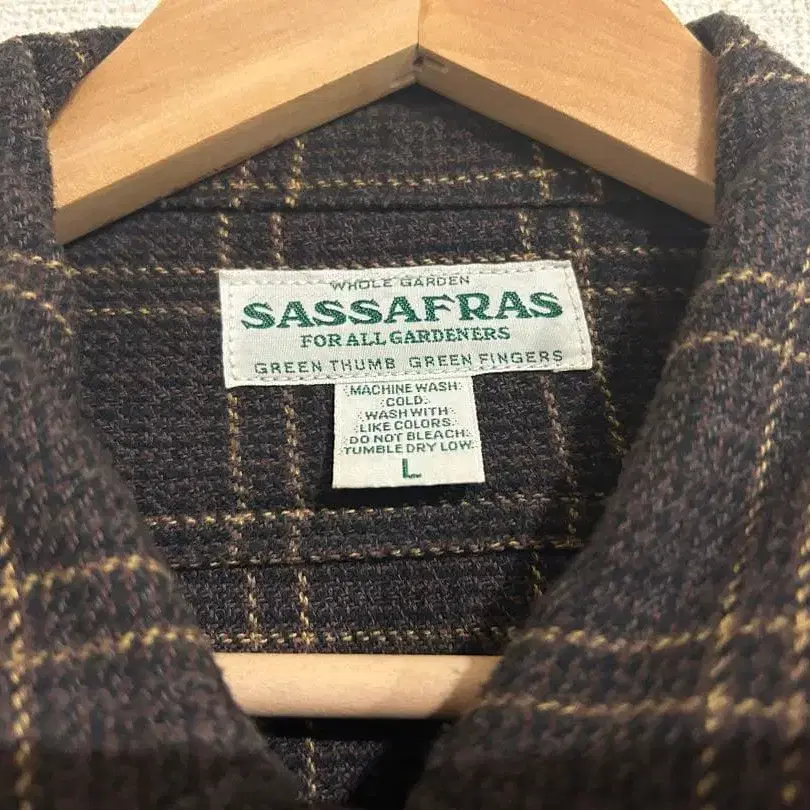 WHOLE GARDEN
SASSAFRAS
FOR ALL GARDENERS
GREEN THUMB GREEN FINGERS
MACHINE WASH
COLD.
WASH WITH
LIKE COLORS.
DO NOT BLEACH.
TUMBLE DRY LOW.
L